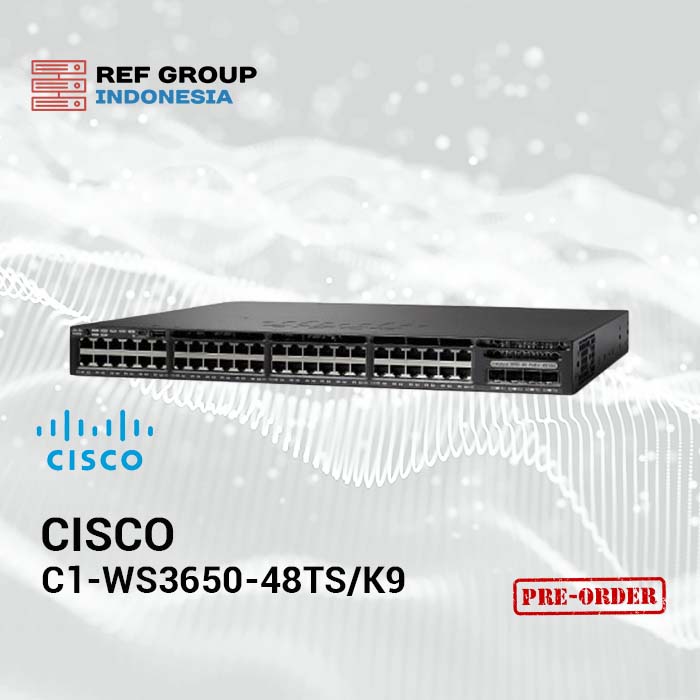 REF GROUP
INDONESIA
CISCO
CISCO
C1-WS3650-48TS/K9
PRE-ORDER